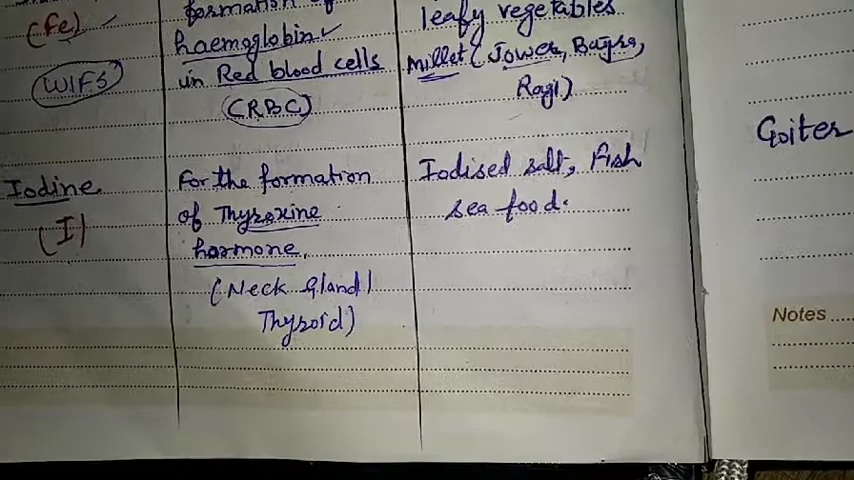 (Fe)
WIFS
formation of
haemoglobin
in Red blood cells
(RBC)
leafy vegetables
Millet (Jower, Bajra,
Ragi)
Iodine
(I)
For the formation
of Thyroxine
hormone.
(Neck Gland/
Thyroid)
Iodised salt, Fish
sea food.
Goiter
Notes